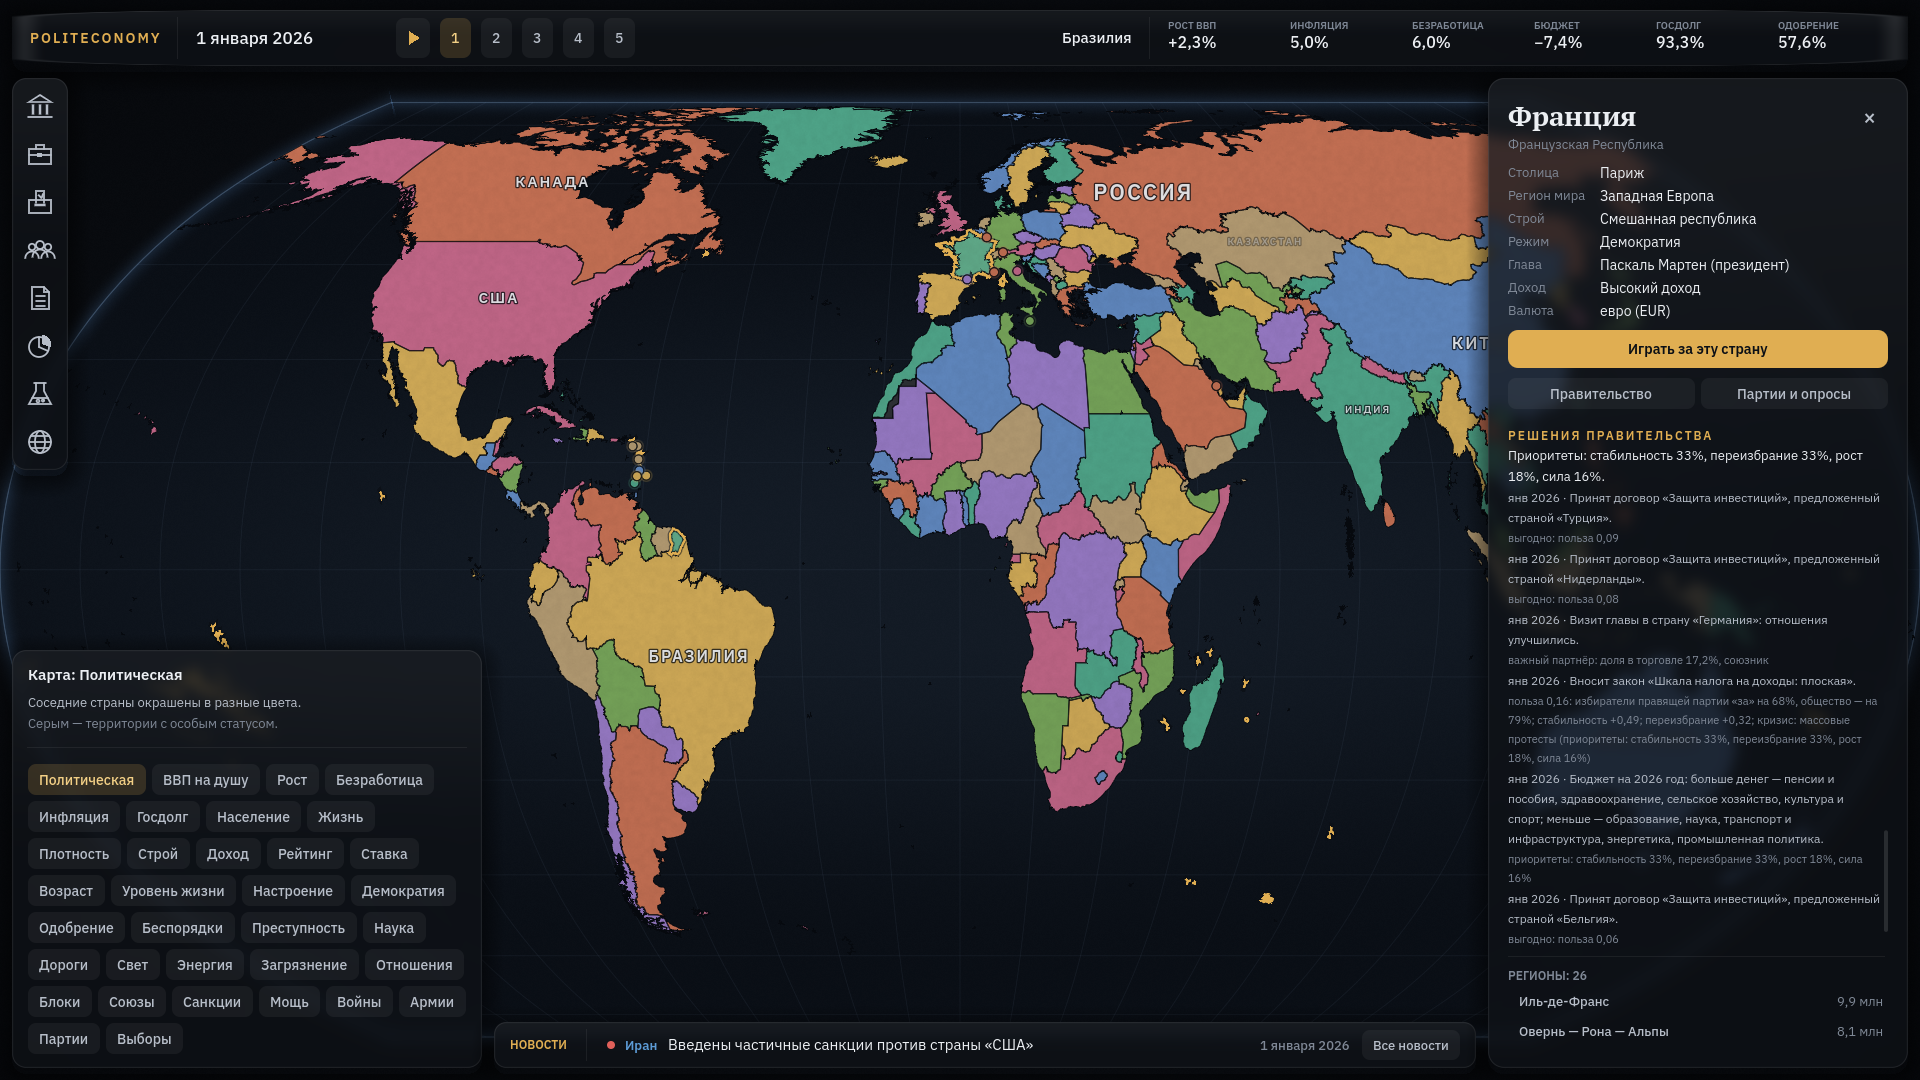 POLITECONOMY
1 января 2026
1
2
3
4
5
Бразилия
РОСТ ВВП
+2,3%
ИНФЛЯЦИЯ
5,0%
БЕЗРАБОТИЦА
6,0%
БЮДЖЕТ
−7,4%
ГОСДОЛГ
93,3%
ОДОБРЕНИЕ
57,6%
КАНАДА
США
РОССИЯ
КАЗАХСТАН
КИТ
ИНДИЯ
БРАЗИЛИЯ
Карта: Политическая
Соседние страны окрашены в разные цвета.
Серым — территории с особым статусом.
Политическая
ВВП на душу
Рост
Безработица
Инфляция
Госдолг
Население
Жизнь
Плотность
Строй
Доход
Рейтинг
Ставка
Возраст
Уровень жизни
Настроение
Демократия
Одобрение
Беспорядки
Преступность
Наука
Дороги
Свет
Энергия
Загрязнение
Отношения
Блоки
Союзы
Санкции
Мощь
Войны
Армии
Партии
Выборы
НОВОСТИ
Иран
Введены частичные санкции против страны «США»
1 января 2026
Все новости
Франция
×
Французская Республика
Столица Париж
Регион мира Западная Европа
Строй Смешанная республика
Режим Демократия
Глава Паскаль Мартен (президент)
Доход Высокий доход
Валюта евро (EUR)
Играть за эту страну
Правительство
Партии и опросы
РЕШЕНИЯ ПРАВИТЕЛЬСТВА
Приоритеты: стабильность 33%, переизбрание 33%, рост
18%, сила 16%.
янв 2026 · Принят договор «Защита инвестиций», предложенный
страной «Турция».
выгодно: польза 0,09
янв 2026 · Принят договор «Защита инвестиций», предложенный
страной «Нидерланды».
выгодно: польза 0,08
янв 2026 · Визит главы в страну «Германия»: отношения
улучшились.
важный партнёр: доля в торговле 17,2%, союзник
янв 2026 · Вносит закон «Шкала налога на доходы: плоская».
польза 0,16: избиратели правящей партии «за» на 68%, общество — на
79%; стабильность +0,49; переизбрание +0,32; кризис: массовые
протесты (приоритеты: стабильность 33%, переизбрание 33%, рост
18%, сила 16%)
янв 2026 · Бюджет на 2026 год: больше денег — пенсии и
пособия, здравоохранение, сельское хозяйство, культура и
спорт; меньше — образование, наука, транспорт и
инфраструктура, энергетика, промышленная политика.
приоритеты: стабильность 33%, переизбрание 33%, рост 18%, сила
16%
янв 2026 · Принят договор «Защита инвестиций», предложенный
страной «Бельгия».
выгодно: польза 0,06
РЕГИОНЫ: 26
Иль-де-Франс 9,9 млн
Овернь — Рона — Альпы 8,1 млн